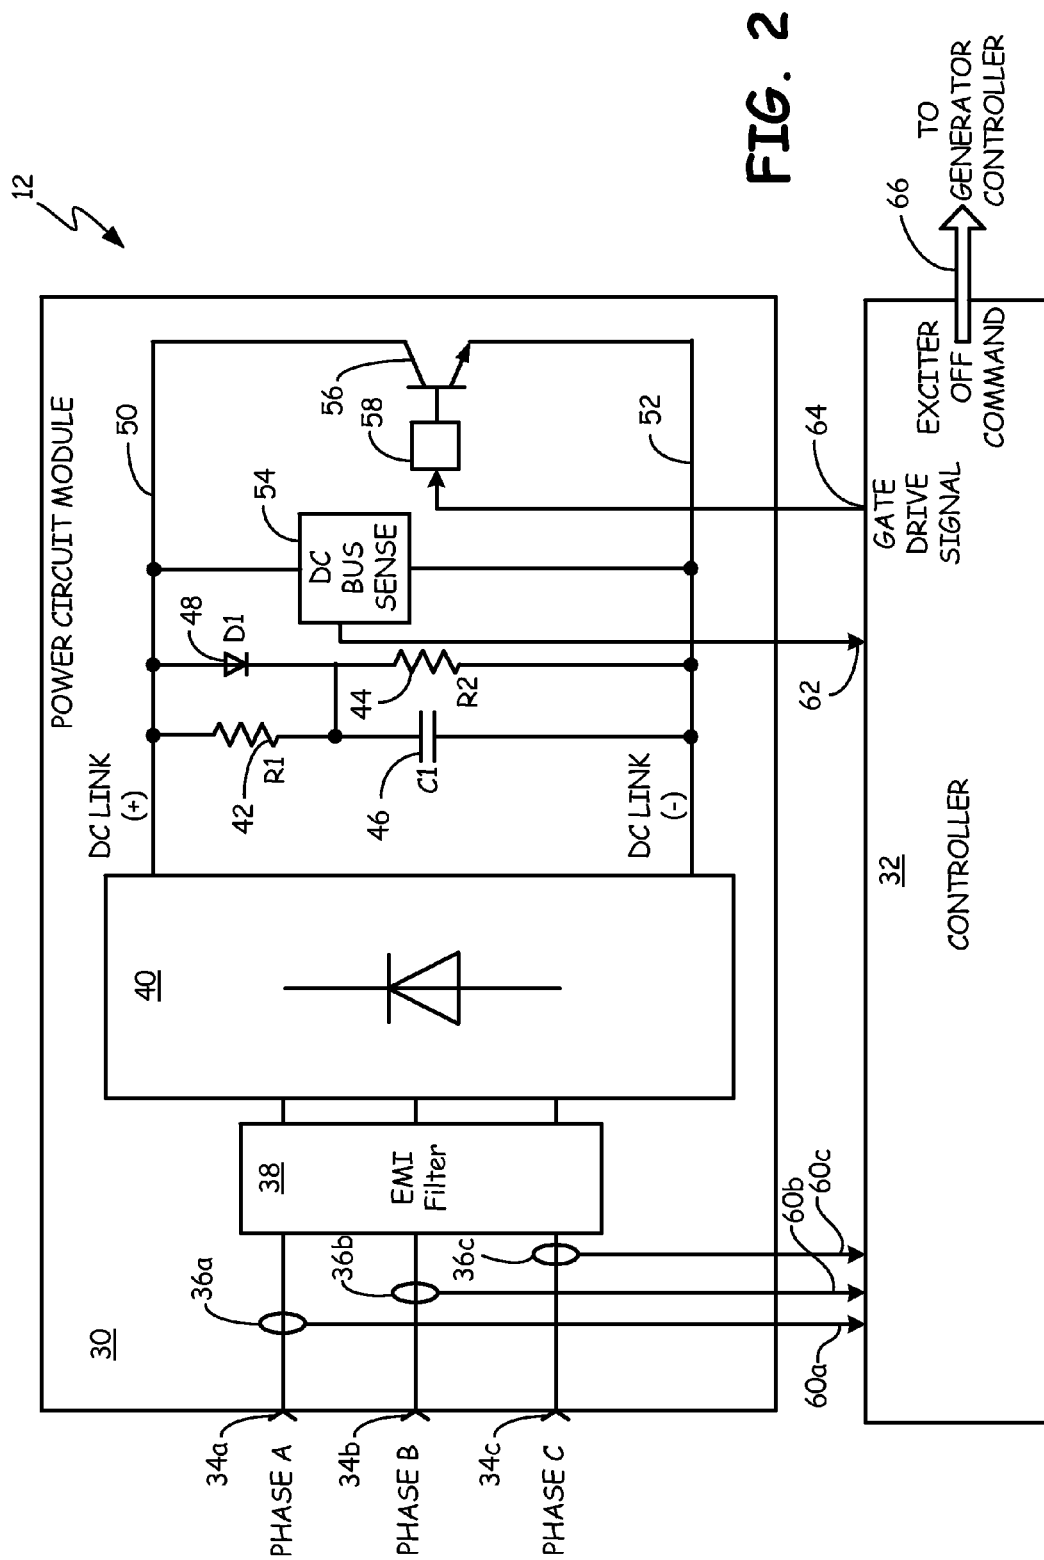 12
POWER CIRCUIT MODULE
30
34a
PHASE A
34b
PHASE B
34c
PHASE C
36a
36b
36c
38
EMI
Filter
40
DC LINK
(+)
DC LINK
(-)
42
R1
46
C1
48
D1
44
R2
50
54
DC
BUS
SENSE
56
58
52
60a
60b
60c
62
64
GATE
DRIVE
SIGNAL
EXCITER
OFF
COMMAND
66
TO
GENERATOR
CONTROLLER
32
CONTROLLER
FIG. 2